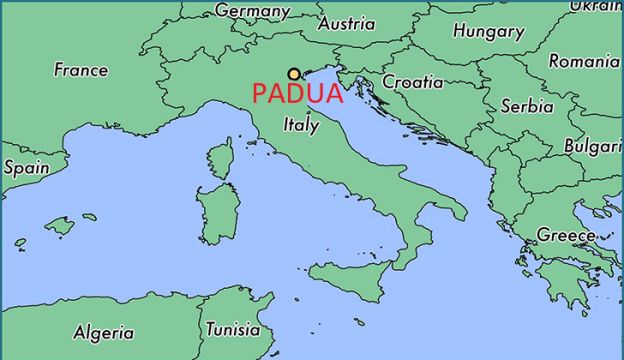 Germany
Ukrain
Austria
Hungary
France
Romania
Croatia
PADUA
Serbia
Italy
Bulgari
Spain
Greece
Algeria
Tunisia